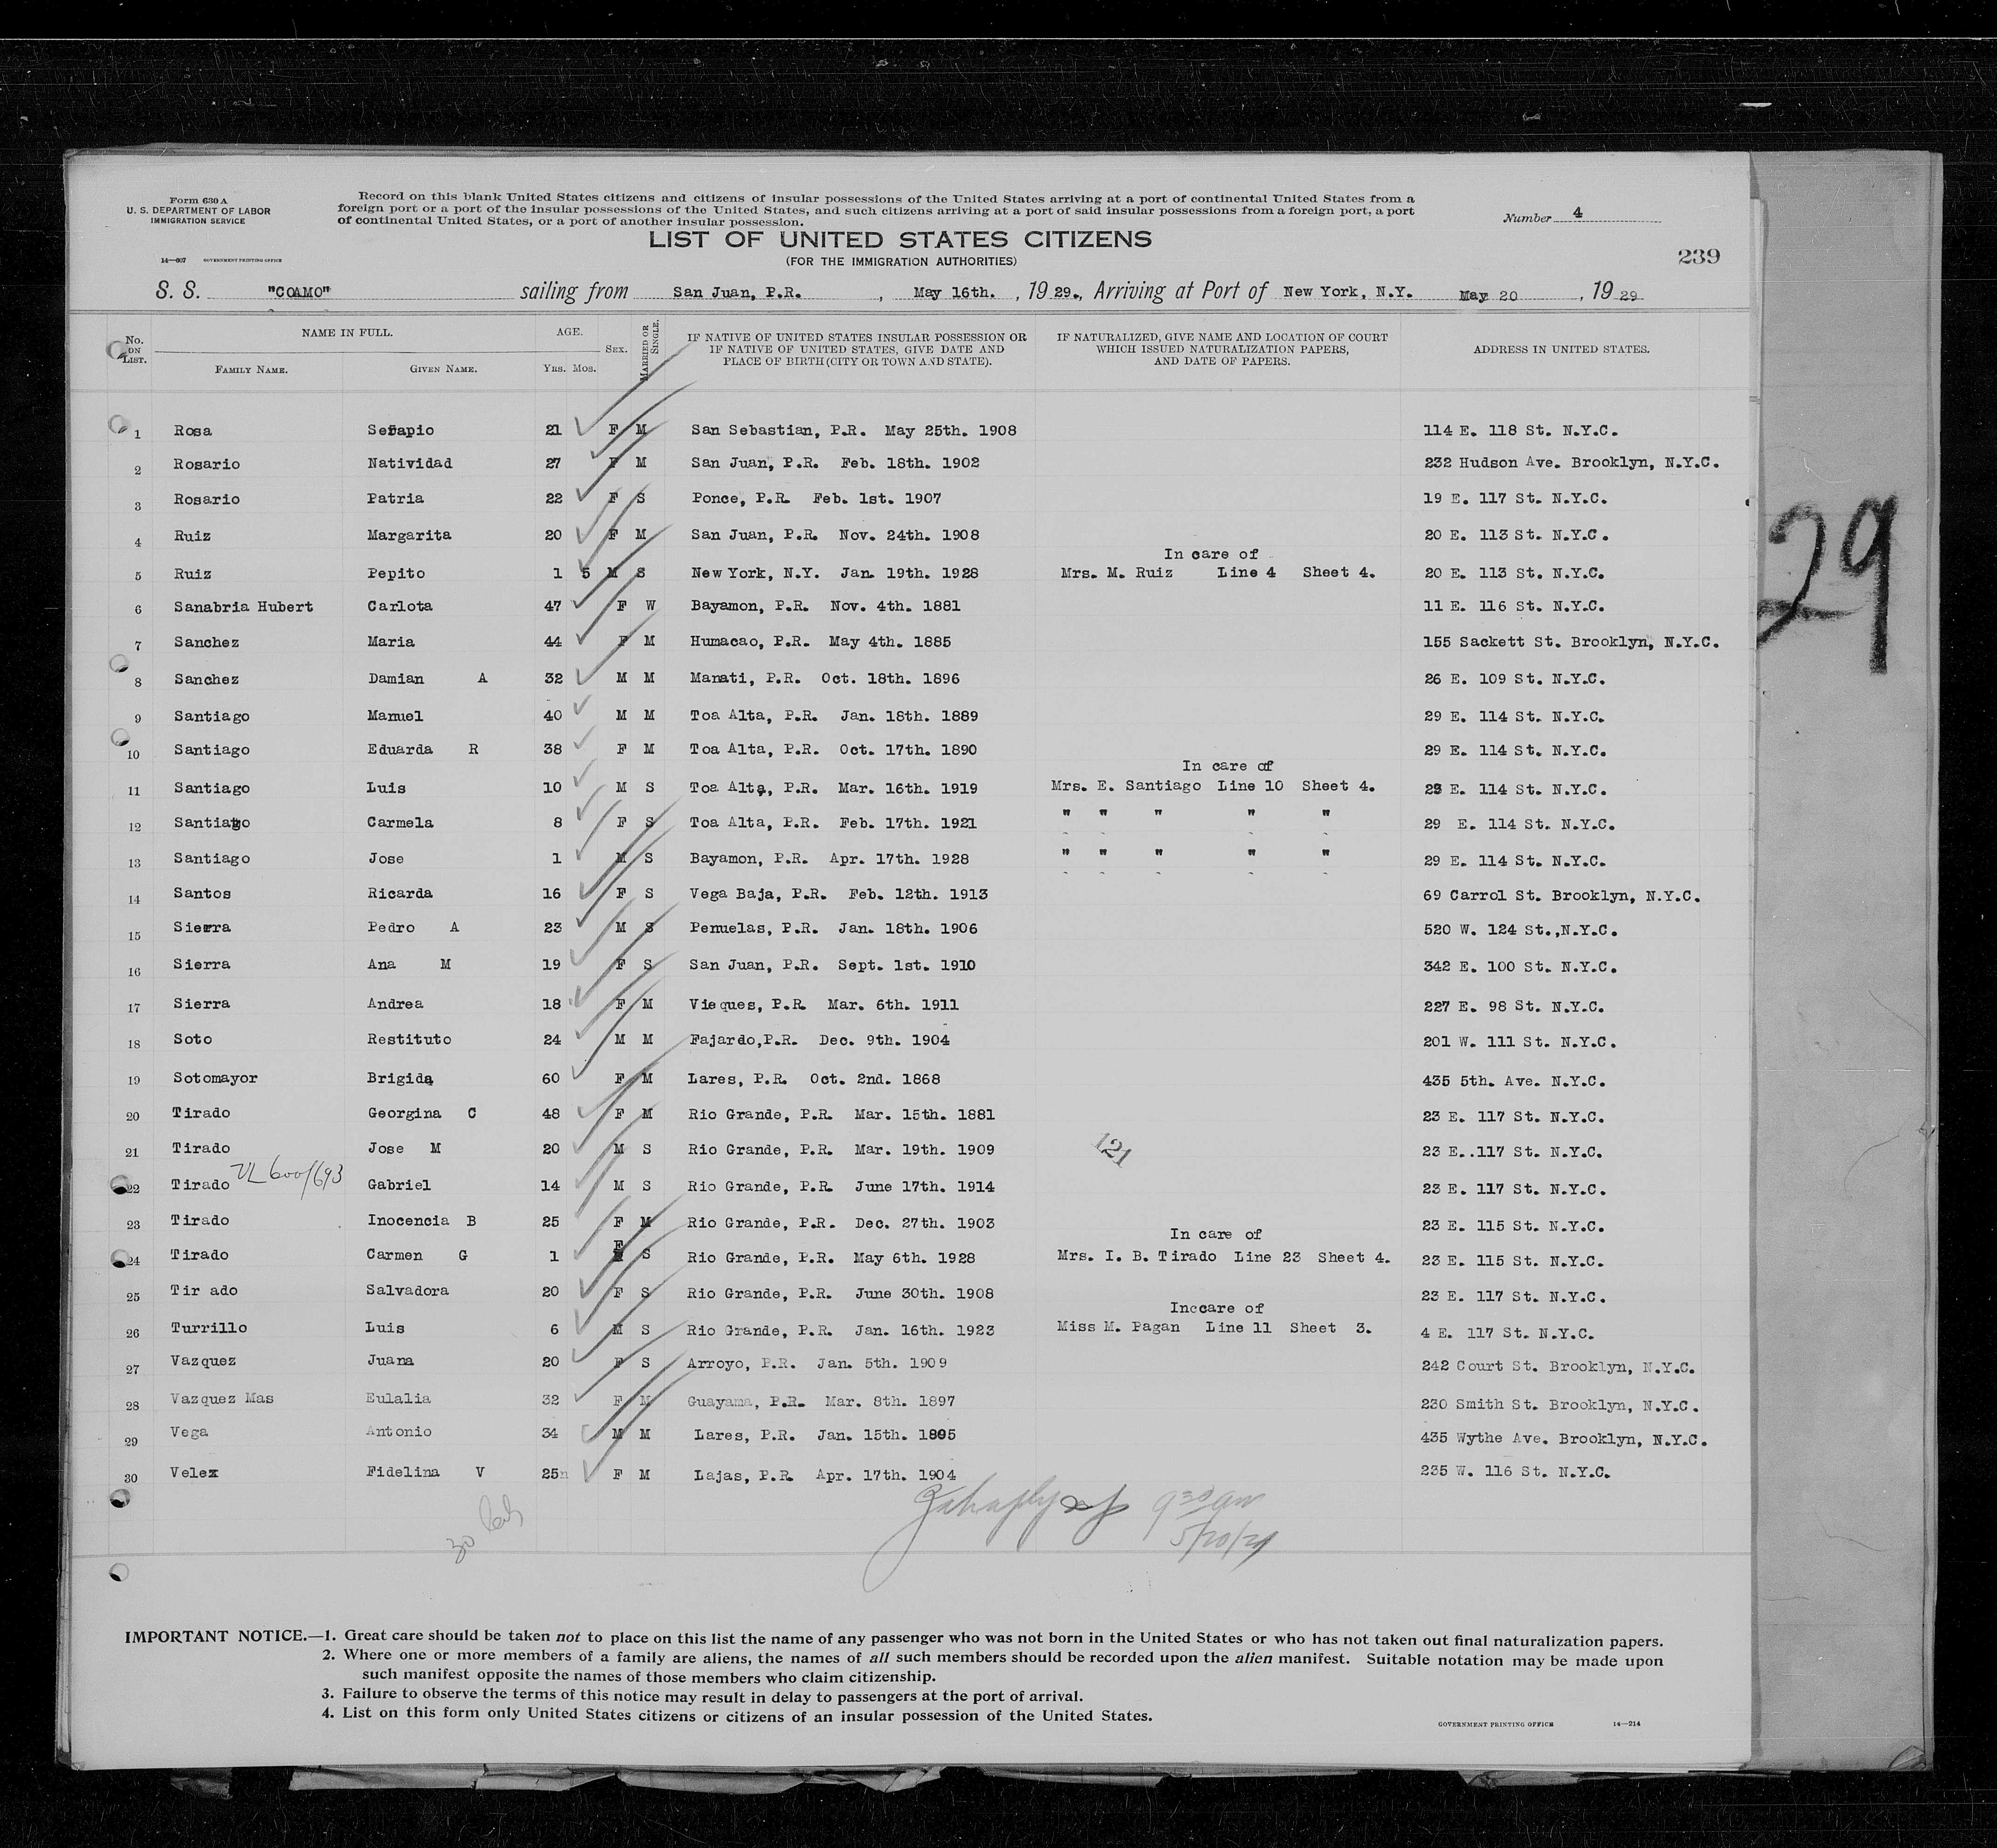 Form 630 A
U. S. DEPARTMENT OF LABOR
IMMIGRATION SERVICE
14—607 GOVERNMENT PRINTING OFFICE
Record on this blank United States citizens and citizens of insular possessions of the United States arriving at a port of continental United States from a
foreign port or a port of the insular possessions of the United States, and such citizens arriving at a port of said insular possessions from a foreign port, a port
of continental United States, or a port of another insular possession.
Number 4
LIST OF UNITED STATES CITIZENS
(FOR THE IMMIGRATION AUTHORITIES)
239
S. S. "COAMO" sailing from San Juan, P.R. , May 16th. , 19 29., Arriving at Port of New York, N.Y. May 20 , 19 29
No. ON LIST. NAME IN FULL. FAMILY NAME. GIVEN NAME. AGE. YRS. MOS. SEX. MARRIED OR SINGLE. IF NATIVE OF UNITED STATES INSULAR POSSESSION OR IF NATIVE OF UNITED STATES, GIVE DATE AND PLACE OF BIRTH (CITY OR TOWN AND STATE). IF NATURALIZED, GIVE NAME AND LOCATION OF COURT WHICH ISSUED NATURALIZATION PAPERS, AND DATE OF PAPERS. ADDRESS IN UNITED STATES.
1 Rosa Serapio 21 F M San Sebastian, P.R. May 25th. 1908 114 E. 118 St. N.Y.C.
2 Rosario Natividad 27 F M San Juan, P.R. Feb. 18th. 1902 232 Hudson Ave. Brooklyn, N.Y.C.
3 Rosario Patria 22 F S Ponce, P.R. Feb. 1st. 1907 19 E. 117 St. N.Y.C.
4 Ruiz Margarita 20 F M San Juan, P.R. Nov. 24th. 1908 20 E. 113 St. N.Y.C.
In care of
5 Ruiz Pepito 1 5 M S New York, N.Y. Jan. 19th. 1928 Mrs. M. Ruiz Line 4 Sheet 4. 20 E. 113 St. N.Y.C.
6 Sanabria Hubert Carlota 47 F W Bayamon, P.R. Nov. 4th. 1881 11 E. 116 St. N.Y.C.
7 Sanchez Maria 44 F M Humacao, P.R. May 4th. 1885 155 Sackett St. Brooklyn, N.Y.C.
8 Sanchez Damian A 32 M M Manati, P.R. Oct. 18th. 1896 26 E. 109 St. N.Y.C.
9 Santiago Manuel 40 M M Toa Alta, P.R. Jan. 18th. 1889 29 E. 114 St. N.Y.C.
10 Santiago Eduarda R 38 F M Toa Alta, P.R. Oct. 17th. 1890 29 E. 114 St. N.Y.C.
In care of
11 Santiago Luis 10 M S Toa Alta, P.R. Mar. 16th. 1919 Mrs. E. Santiago Line 10 Sheet 4. 29 E. 114 St. N.Y.C.
12 Santiago Carmela 8 F S Toa Alta, P.R. Feb. 17th. 1921 " " " " " 29 E. 114 St. N.Y.C.
13 Santiago Jose 1 M S Bayamon, P.R. Apr. 17th. 1928 " " " " " 29 E. 114 St. N.Y.C.
14 Santos Ricarda 16 F S Vega Baja, P.R. Feb. 12th. 1913 69 Carrol St. Brooklyn, N.Y.C.
15 Sierra Pedro A 23 M S Penuelas, P.R. Jan. 18th. 1906 520 W. 124 St.,N.Y.C.
16 Sierra Ana M 19 F S San Juan, P.R. Sept. 1st. 1910 342 E. 100 St. N.Y.C.
17 Sierra Andrea 18 F M Vieques, P.R. Mar. 6th. 1911 227 E. 98 St. N.Y.C.
18 Soto Restituto 24 M M Fajardo,P.R. Dec. 9th. 1904 201 W. 111 St. N.Y.C.
19 Sotomayor Brigida 60 F M Lares, P.R. Oct. 2nd. 1868 435 5th. Ave. N.Y.C.
20 Tirado Georgina C 48 F M Rio Grande, P.R. Mar. 15th. 1881 23 E. 117 St. N.Y.C.
21 Tirado Jose M 20 M S Rio Grande, P.R. Mar. 19th. 1909 121 23 E..117 St. N.Y.C.
22 Tirado Gabriel 14 M S Rio Grande, P.R. June 17th. 1914 23 E. 117 St. N.Y.C.
23 Tirado Inocencia B 25 F M Rio Grande, P.R. Dec. 27th. 1903 23 E. 115 St. N.Y.C.
In care of
24 Tirado Carmen G 1 F S Rio Grande, P.R. May 6th. 1928 Mrs. I. B. Tirado Line 23 Sheet 4. 23 E. 115 St. N.Y.C.
25 Tir ado Salvadora 20 F S Rio Grande, P.R. June 30th. 1908 23 E. 117 St. N.Y.C.
Inccare of
26 Turrillo Luis 6 M S Rio Grande, P.R. Jan. 16th. 1923 Miss M. Pagan Line 11 Sheet 3. 4 E. 117 St. N.Y.C.
27 Vazquez Juana 20 F S Arroyo, P.R. Jan. 5th. 1909 242 Court St. Brooklyn, N.Y.C.
28 Vazquez Mas Eulalia 32 F M Guayama, P.R. Mar. 8th. 1897 230 Smith St. Brooklyn, N.Y.C.
29 Vega Antonio 34 M M Lares, P.R. Jan. 15th. 1895 435 Wythe Ave. Brooklyn, N.Y.C.
30 Velez Fidelina V 25 F M Lajas, P.R. Apr. 17th. 1904 235 W. 116 St. N.Y.C.
9 30 am
5/20/29
30
29
IMPORTANT NOTICE.—1. Great care should be taken not to place on this list the name of any passenger who was not born in the United States or who has not taken out final naturalization papers.
2. Where one or more members of a family are aliens, the names of all such members should be recorded upon the alien manifest. Suitable notation may be made upon
such manifest opposite the names of those members who claim citizenship.
3. Failure to observe the terms of this notice may result in delay to passengers at the port of arrival.
4. List on this form only United States citizens or citizens of an insular possession of the United States.
GOVERNMENT PRINTING OFFICE 14—214